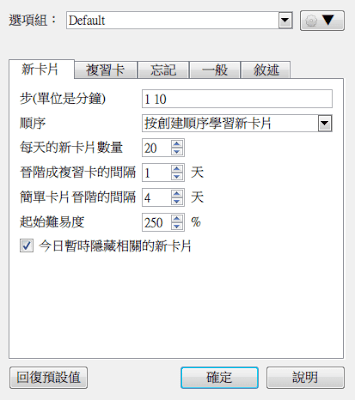 選項組： Default
新卡片 複習卡 忘記 一般 敘述
步(單位是分鐘) 1 10
順序 按創建順序學習新卡片
每天的新卡片數量 20
晉階成複習卡的間隔 1 天
簡單卡片晉階的間隔 4 天
起始難易度 250 %
今日暫時隱藏相關的新卡片
回復預設值 確定 說明